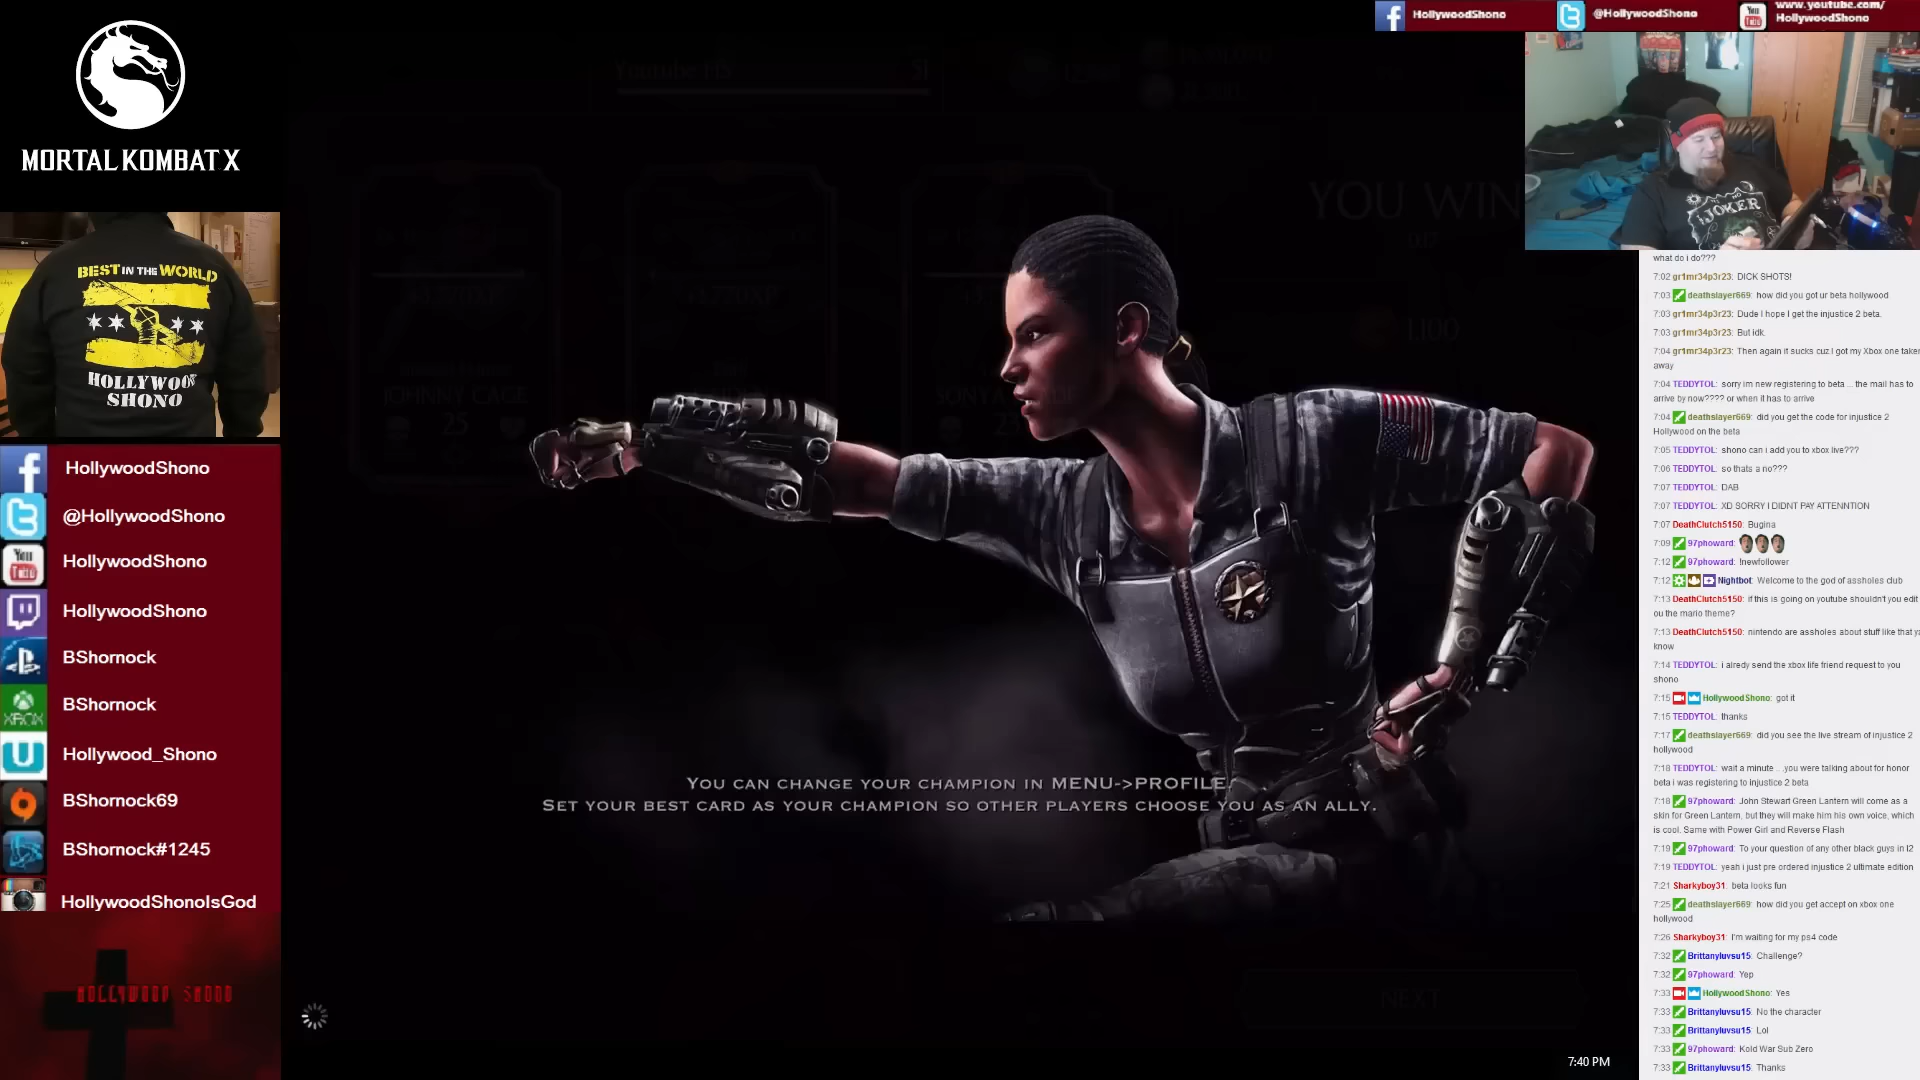 HollywoodShono
@HollywoodShono
www.youtube.com/
HollywoodShono
MORTAL KOMBAT X
BEST IN THE WORLD
HOLLYWOOD
SHONO
HollywoodShono
@HollywoodShono
HollywoodShono
HollywoodShono
BShornock
BShornock
Hollywood_Shono
BShornock69
BShornock#1245
HollywoodShonoIsGod
HOLLYWOOD SHONO
YOU WIN
JOHNNY CAGE
25
1,100
NEXT
YOU CAN CHANGE YOUR CHAMPION IN MENU->PROFILE.
SET YOUR BEST CARD AS YOUR CHAMPION SO OTHER PLAYERS CHOOSE YOU AS AN ALLY.
7:40 PM
JOKER
what do i do???
7:02 gr1mr34p3r23: DICK SHOTS!
7:03 deathslayer669: how did you got ur beta hollywood
7:03 gr1mr34p3r23: Dude I hope I get the injustice 2 beta.
7:03 gr1mr34p3r23: But idk.
7:04 gr1mr34p3r23: Then again it sucks cuz I got my Xbox one taken
away
7:04 TEDDYTOL: sorry im new registering to beta ... the mail has to
arrive by now???? or when it has to arrive
7:04 deathslayer669: did you get the code for injustice 2
Hollywood on the beta
7:05 TEDDYTOL: shono can i add you to xbox live???
7:06 TEDDYTOL: so thats a no???
7:07 TEDDYTOL: DAB
7:07 TEDDYTOL: XD SORRY I DIDNT PAY ATTENNTION
7:07 DeathClutch5150: Bugina
7:09 97phoward:
7:12 97phoward: !newfollower
7:12 Nightbot: Welcome to the god of assholes club
7:13 DeathClutch5150: if this is going on youtube shouldn't you edit
ou the mario theme?
7:13 DeathClutch5150: nintendo are assholes about stuff like that ya
know
7:14 TEDDYTOL: i alredy send the xbox life friend request to you
shono
7:15 HollywoodShono: got it
7:15 TEDDYTOL: thanks
7:17 deathslayer669: did you see the live stream of injustice 2
hollywood
7:18 TEDDYTOL: wait a minute ...you were talking about for honor
beta i was registering to injustice 2 beta
7:18 97phoward: John Stewart Green Lantern will come as a
skin for Green Lantern, but they will make him his own voice, which
is cool. Same with Power Girl and Reverse Flash
7:19 97phoward: To your question of any other black guys in I2
7:19 TEDDYTOL: yeah i just pre ordered injustice 2 ultimate edition
7:21 Sharkyboy31: beta looks fun
7:25 deathslayer669: how did you get accept on xbox one
hollywood
7:26 Sharkyboy31: I'm waiting for my ps4 code
7:32 Brittanyluvsu15: Challenge?
7:32 97phoward: Yep
7:33 HollywoodShono: Yes
7:33 Brittanyluvsu15: No the character
7:33 Brittanyluvsu15: Lol
7:33 97phoward: Kold War Sub Zero
7:33 Brittanyluvsu15: Thanks